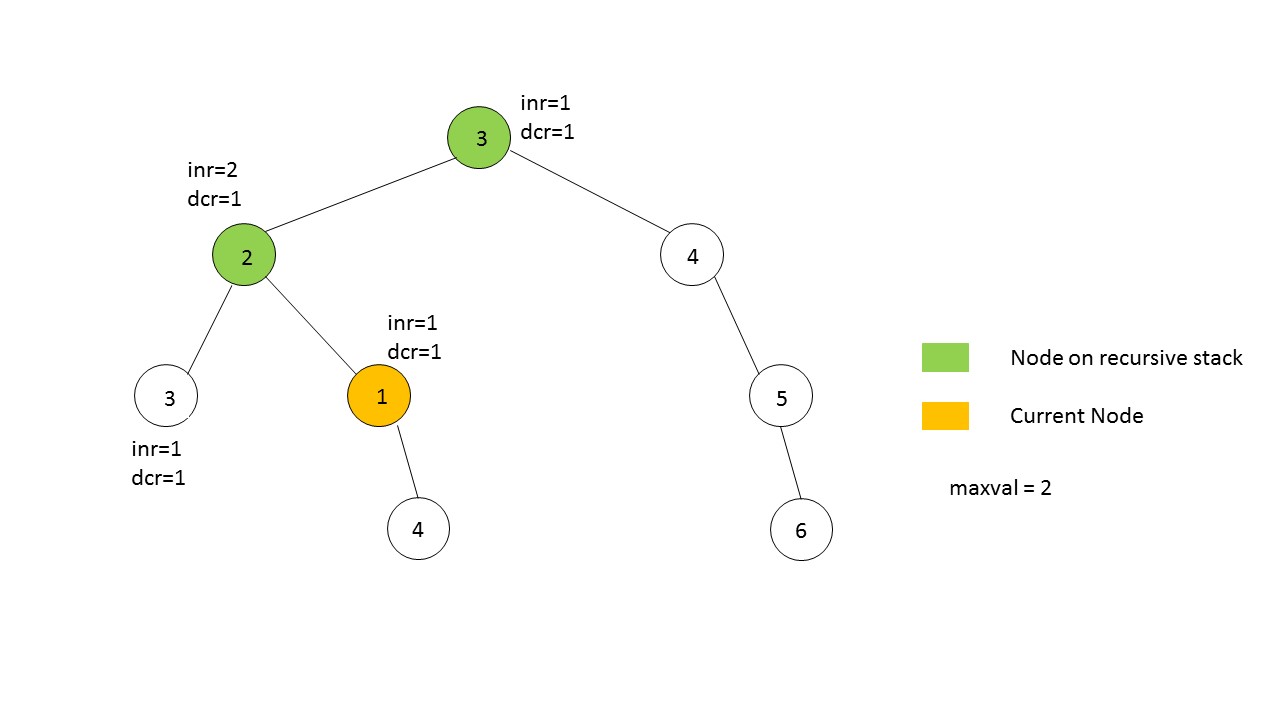 inr=1
dcr=1
3
inr=2
dcr=1
2
4
inr=1
dcr=1
3
1
5
inr=1
dcr=1
4
6
Node on recursive stack
Current Node
maxval = 2